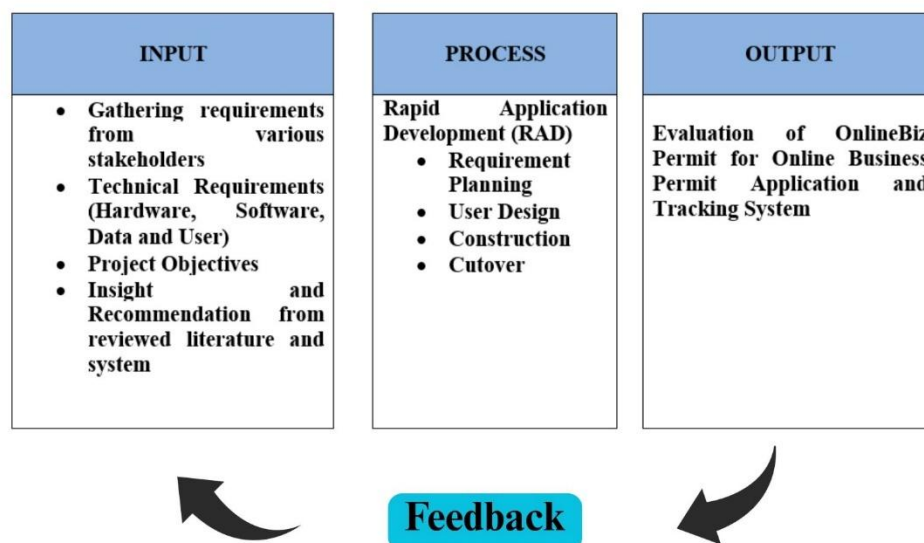 INPUT
• Gathering requirements
from various
stakeholders
• Technical Requirements
(Hardware, Software,
Data and User)
• Project Objectives
• Insight and
Recommendation from
reviewed literature and
system
PROCESS
Rapid Application
Development (RAD)
• Requirement
Planning
• User Design
• Construction
• Cutover
OUTPUT
Evaluation of OnlineBiz
Permit for Online Business
Permit Application and
Tracking System
Feedback